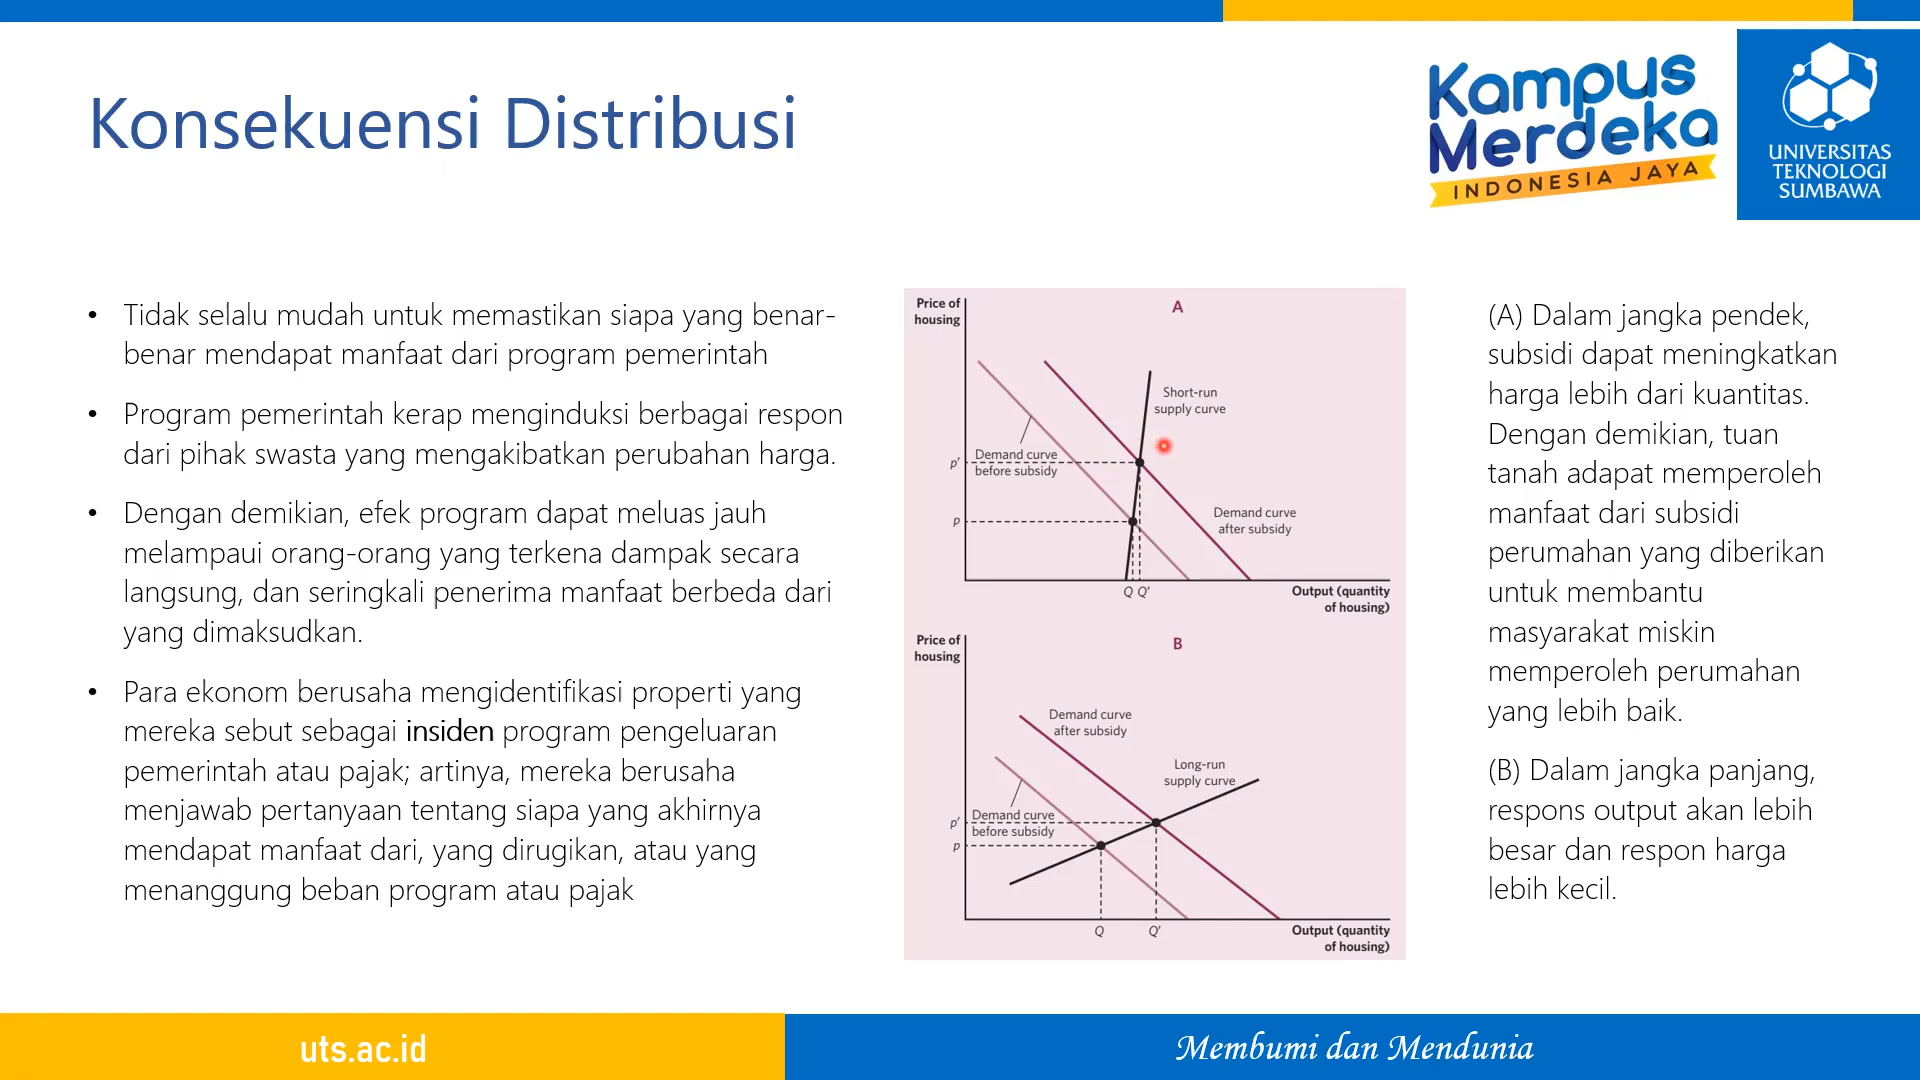 Konsekuensi Distribusi
Kampus
Merdeka
INDONESIA JAYA
UNIVERSITAS
TEKNOLOGI
SUMBAWA
• Tidak selalu mudah untuk memastikan siapa yang benar-
benar mendapat manfaat dari program pemerintah
• Program pemerintah kerap menginduksi berbagai respon
dari pihak swasta yang mengakibatkan perubahan harga.
• Dengan demikian, efek program dapat meluas jauh
melampaui orang-orang yang terkena dampak secara
langsung, dan seringkali penerima manfaat berbeda dari
yang dimaksudkan.
• Para ekonom berusaha mengidentifikasi properti yang
mereka sebut sebagai insiden program pengeluaran
pemerintah atau pajak; artinya, mereka berusaha
menjawab pertanyaan tentang siapa yang akhirnya
mendapat manfaat dari, yang dirugikan, atau yang
menanggung beban program atau pajak
Price of
housing
A
Short-run
supply curve
Demand curve
before subsidy
p'
p
Demand curve
after subsidy
Q Q'
Output (quantity
of housing)
Price of
housing
B
Demand curve
after subsidy
Long-run
supply curve
Demand curve
before subsidy
p'
p
Q Q'
Output (quantity
of housing)
(A) Dalam jangka pendek,
subsidi dapat meningkatkan
harga lebih dari kuantitas.
Dengan demikian, tuan
tanah adapat memperoleh
manfaat dari subsidi
perumahan yang diberikan
untuk membantu
masyarakat miskin
memperoleh perumahan
yang lebih baik.
(B) Dalam jangka panjang,
respons output akan lebih
besar dan respon harga
lebih kecil.
uts.ac.id
Membumi dan Mendunia